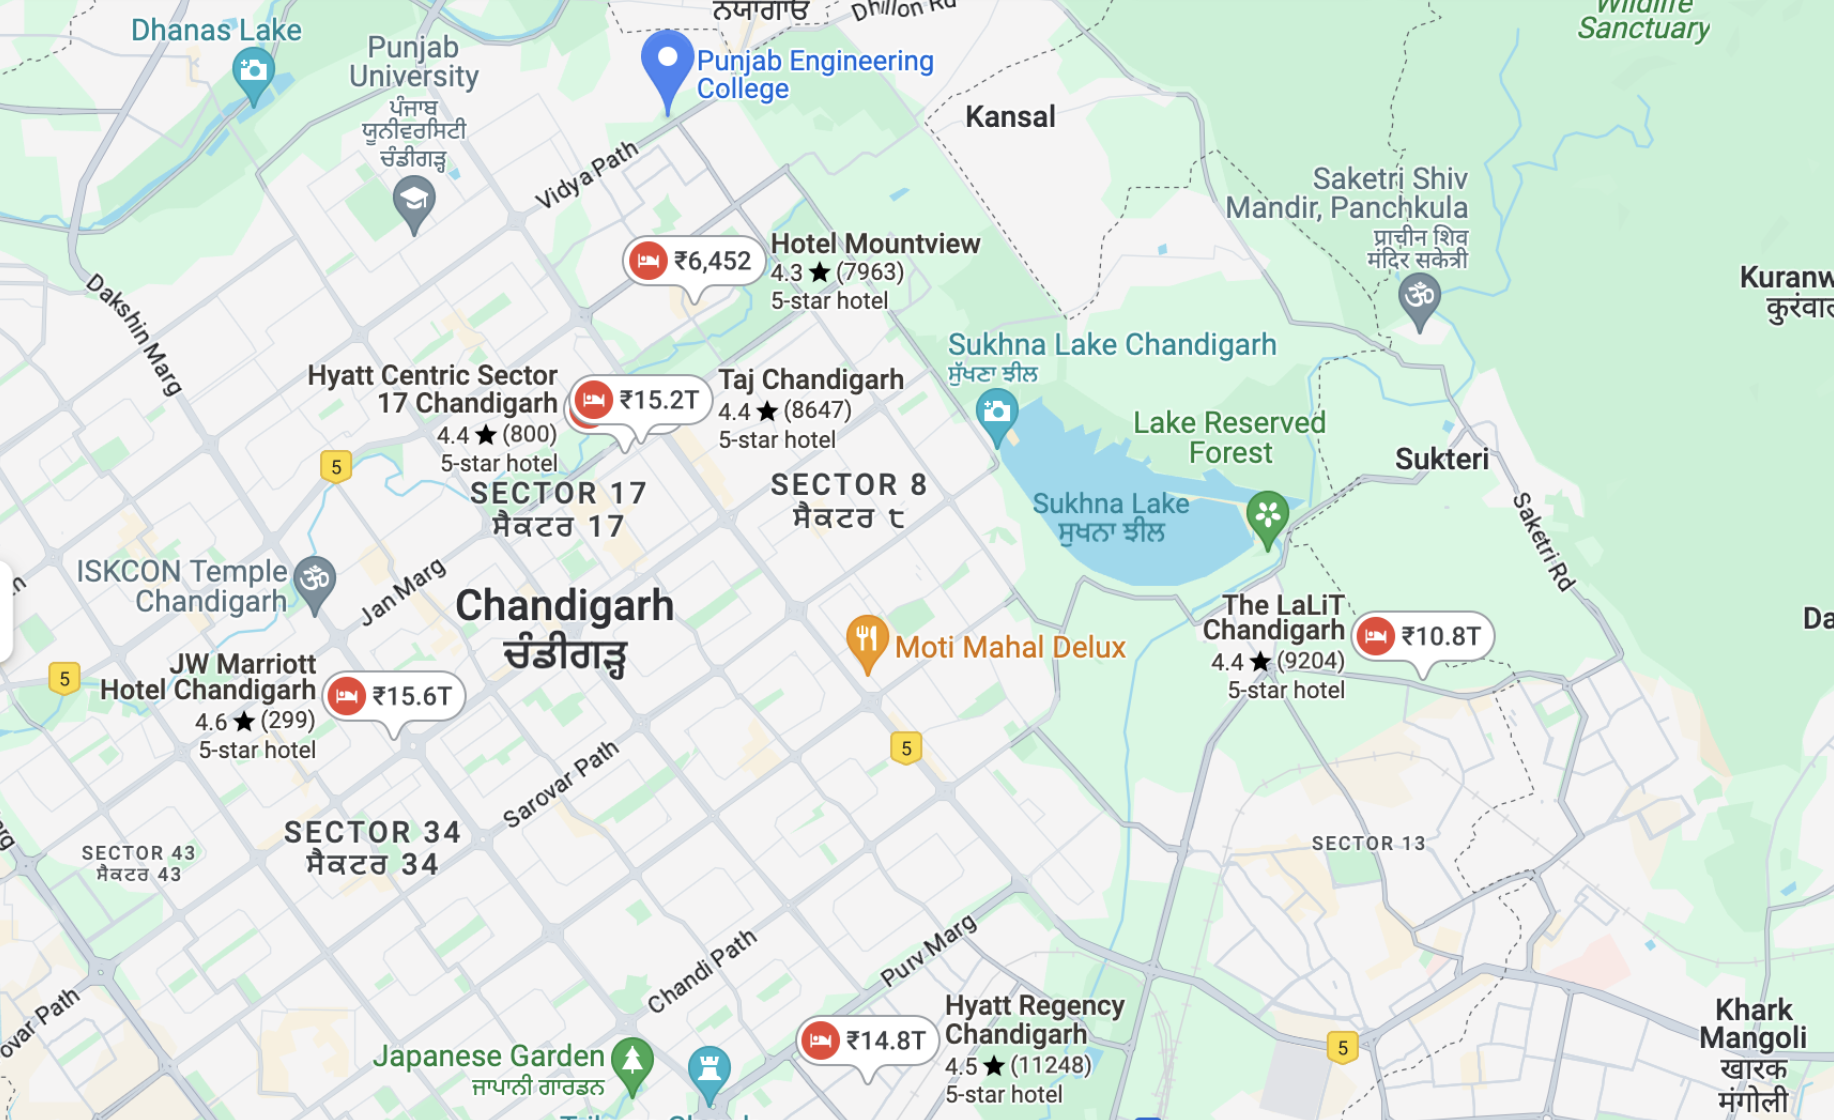 ਨਯਾਗਾਓਂ
Dhillon Rd
Wildlife
Sanctuary
Dhanas Lake
Punjab
University
ਪੰਜਾਬ
ਯੂਨੀਵਰਸਿਟੀ
ਚੰਡੀਗੜ੍ਹ
Punjab Engineering
College
Kansal
Vidya Path
Saketri Shiv
Mandir, Panchkula
प्राचीन शिव
मंदिर सकेत्री
₹6,452
Hotel Mountview
4.3 ★ (7963)
5-star hotel
Dakshin Marg
Sukhna Lake Chandigarh
ਸੁੱਖਣਾ ਝੀਲ
Hyatt Centric Sector
17 Chandigarh
4.4 ★ (800)
5-star hotel
₹15.2T
Taj Chandigarh
4.4 ★ (8647)
5-star hotel
Lake Reserved
Forest
Sukteri
5
SECTOR 17
ਸੈਕਟਰ 17
SECTOR 8
ਸੈਕਟਰ ੮
Sukhna Lake
ਸੁਖਨਾ ਝੀਲ
Saketri Rd
ISKCON Temple
Chandigarh
Jan Marg
Chandigarh
ਚੰਡੀਗੜ੍ਹ
The LaLiT
Chandigarh
4.4 ★ (9204)
5-star hotel
₹10.8T
Moti Mahal Delux
5
JW Marriott
Hotel Chandigarh
4.6 ★ (299)
5-star hotel
₹15.6T
5
Sarovar Path
SECTOR 34
ਸੈਕਟਰ 34
SECTOR 43
ਸੈਕਟਰ 43
SECTOR 13
Chandi Path
Purv Marg
ovar Path
Hyatt Regency
Chandigarh
4.5 ★ (11248)
5-star hotel
₹14.8T
5
Khark
Mangoli
खारक
मंगोली
Japanese Garden
ਜਾਪਾਨੀ ਗਾਰਡਨ